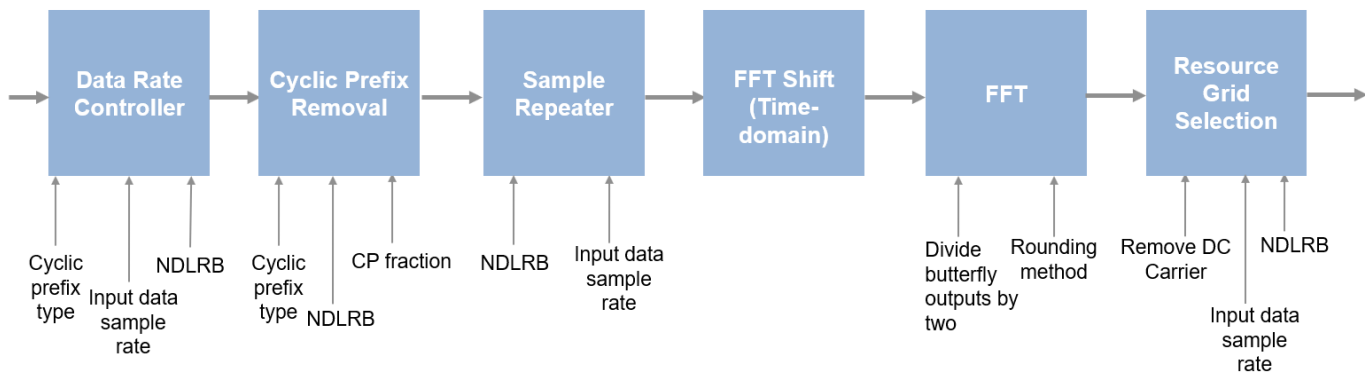 Data Rate
Controller
Cyclic Prefix
Removal
Sample
Repeater
FFT Shift
(Time-
domain)
FFT
Resource
Grid
Selection
Cyclic
prefix
type
Input data
sample
rate
NDLRB
Cyclic
prefix
type
NDLRB
CP fraction
NDLRB
Input data
sample
rate
Divide
butterfly
outputs by
two
Rounding
method
Remove DC
Carrier
Input data
sample
rate
NDLRB